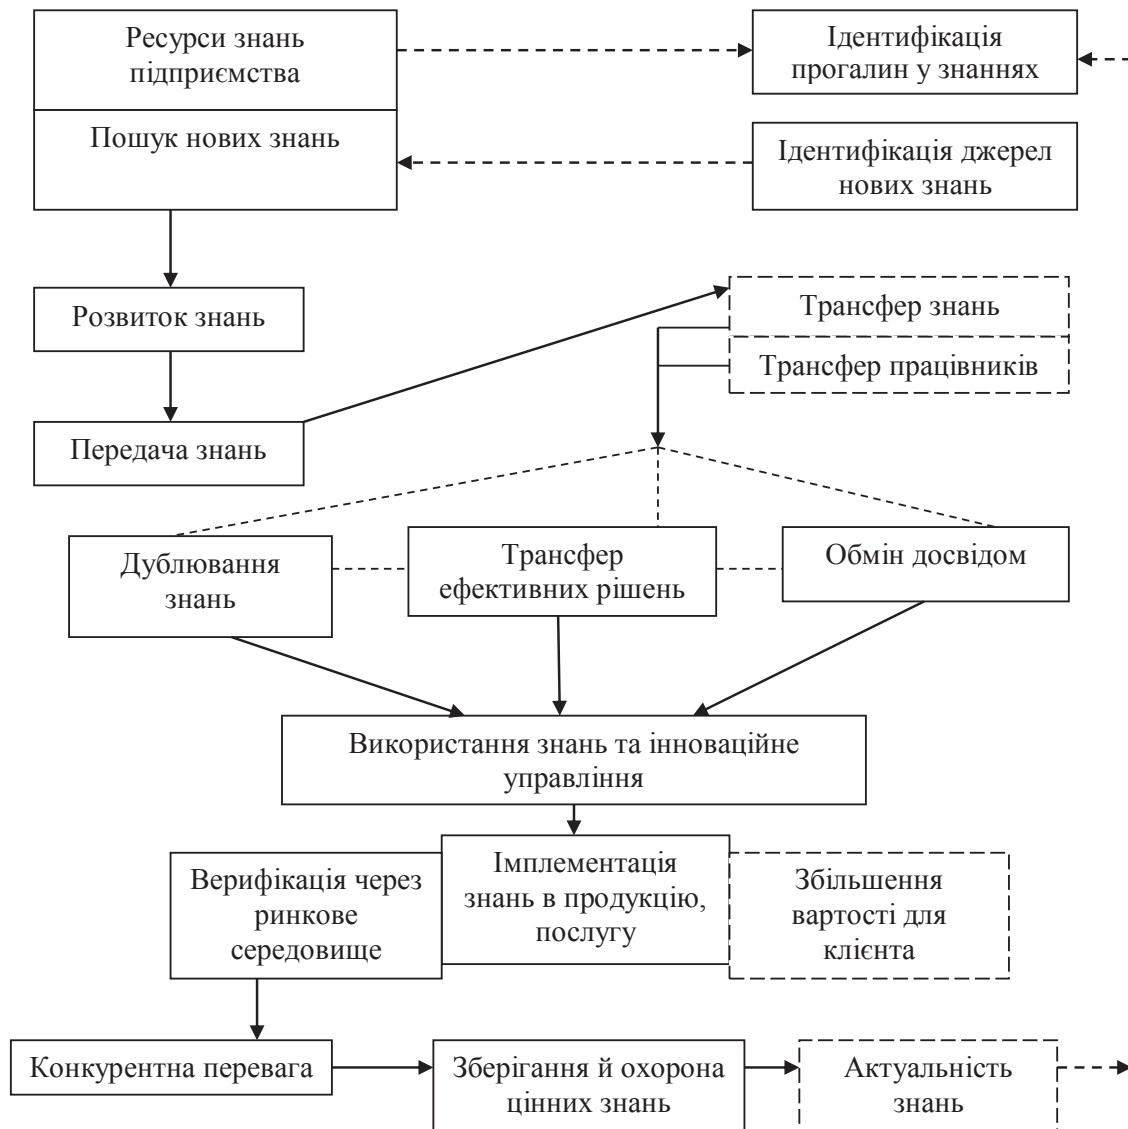 Ресурси знань
підприємства
Ідентифікація
прогалин у знаннях
Пошук нових знань
Ідентифікація джерел
нових знань
Розвиток знань
Трансфер знань
Трансфер працівників
Передача знань
Дублювання
знань
Трансфер
ефективних рішень
Обмін досвідом
Використання знань та інноваційне
управління
Верифікація через
ринкове
середовище
Імплементація
знань в продукцію,
послугу
Збільшення
вартості для
клієнта
Конкурентна перевага
Зберігання й охорона
цінних знань
Актуальність
знань